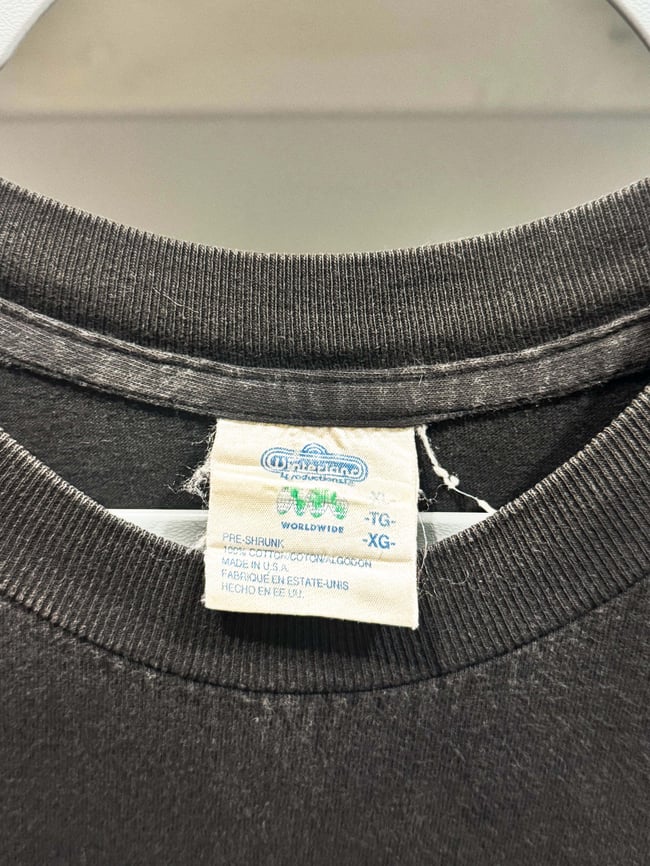 Winterland
Productions
WORLDWIDE
XL
-TG-
-XG-
PRE-SHRUNK
100% COTTON/COTON/ALGODON
MADE IN U.S.A.
FABRIQUÉ EN ESTATE-UNIS
HECHO EN EE UU.